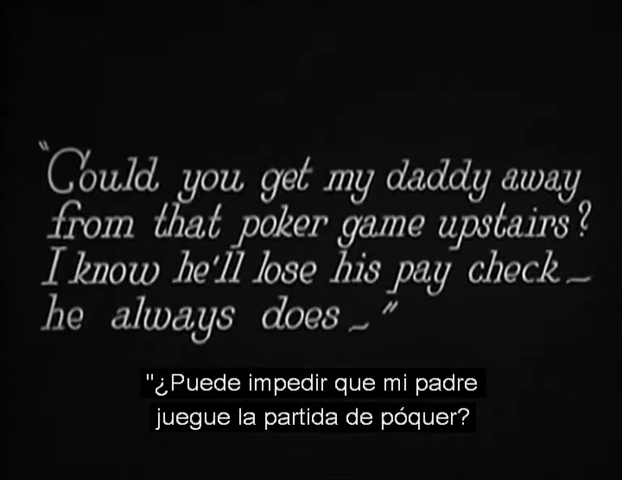 "Could you get my daddy away
from that poker game upstairs?
I know he'll lose his pay check—
he always does—"
"¿Puede impedir que mi padre
juegue la partida de póquer?